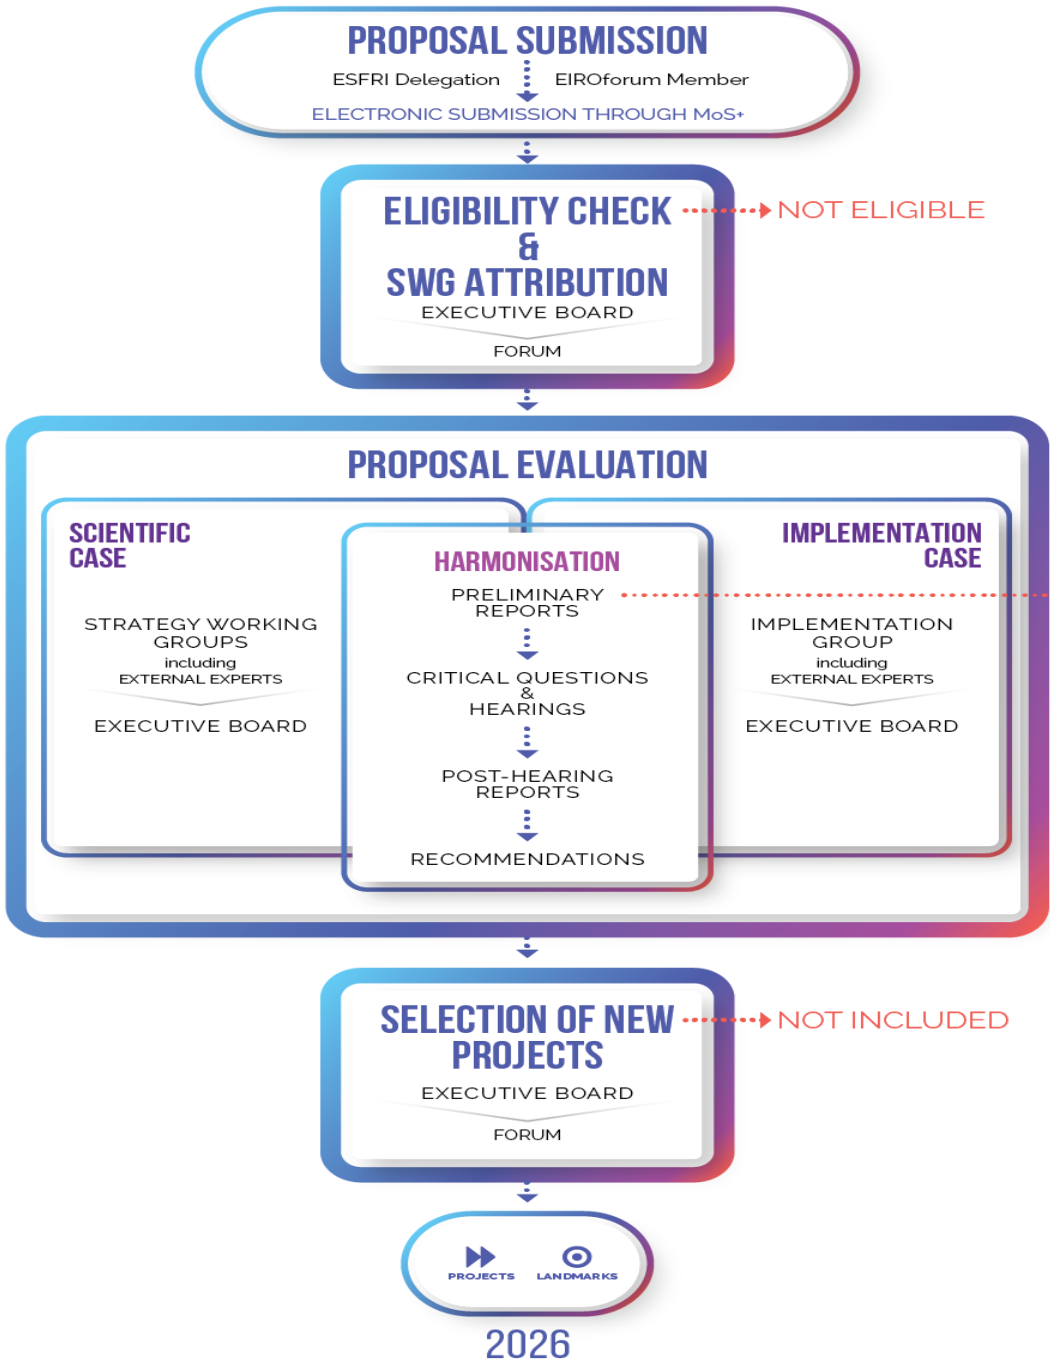 PROPOSAL SUBMISSION
ESFRI Delegation
EIROforum Member
ELECTRONIC SUBMISSION THROUGH MoS+
ELIGIBILITY CHECK
&
SWG ATTRIBUTION
EXECUTIVE BOARD
FORUM
NOT ELIGIBLE
PROPOSAL EVALUATION
SCIENTIFIC
CASE
STRATEGY WORKING
GROUPS
including
EXTERNAL EXPERTS
EXECUTIVE BOARD
HARMONISATION
PRELIMINARY
REPORTS
CRITICAL QUESTIONS
&
HEARINGS
POST-HEARING
REPORTS
RECOMMENDATIONS
IMPLEMENTATION
CASE
IMPLEMENTATION
GROUP
including
EXTERNAL EXPERTS
EXECUTIVE BOARD
SELECTION OF NEW
PROJECTS
EXECUTIVE BOARD
FORUM
NOT INCLUDED
PROJECTS
LANDMARKS
2026